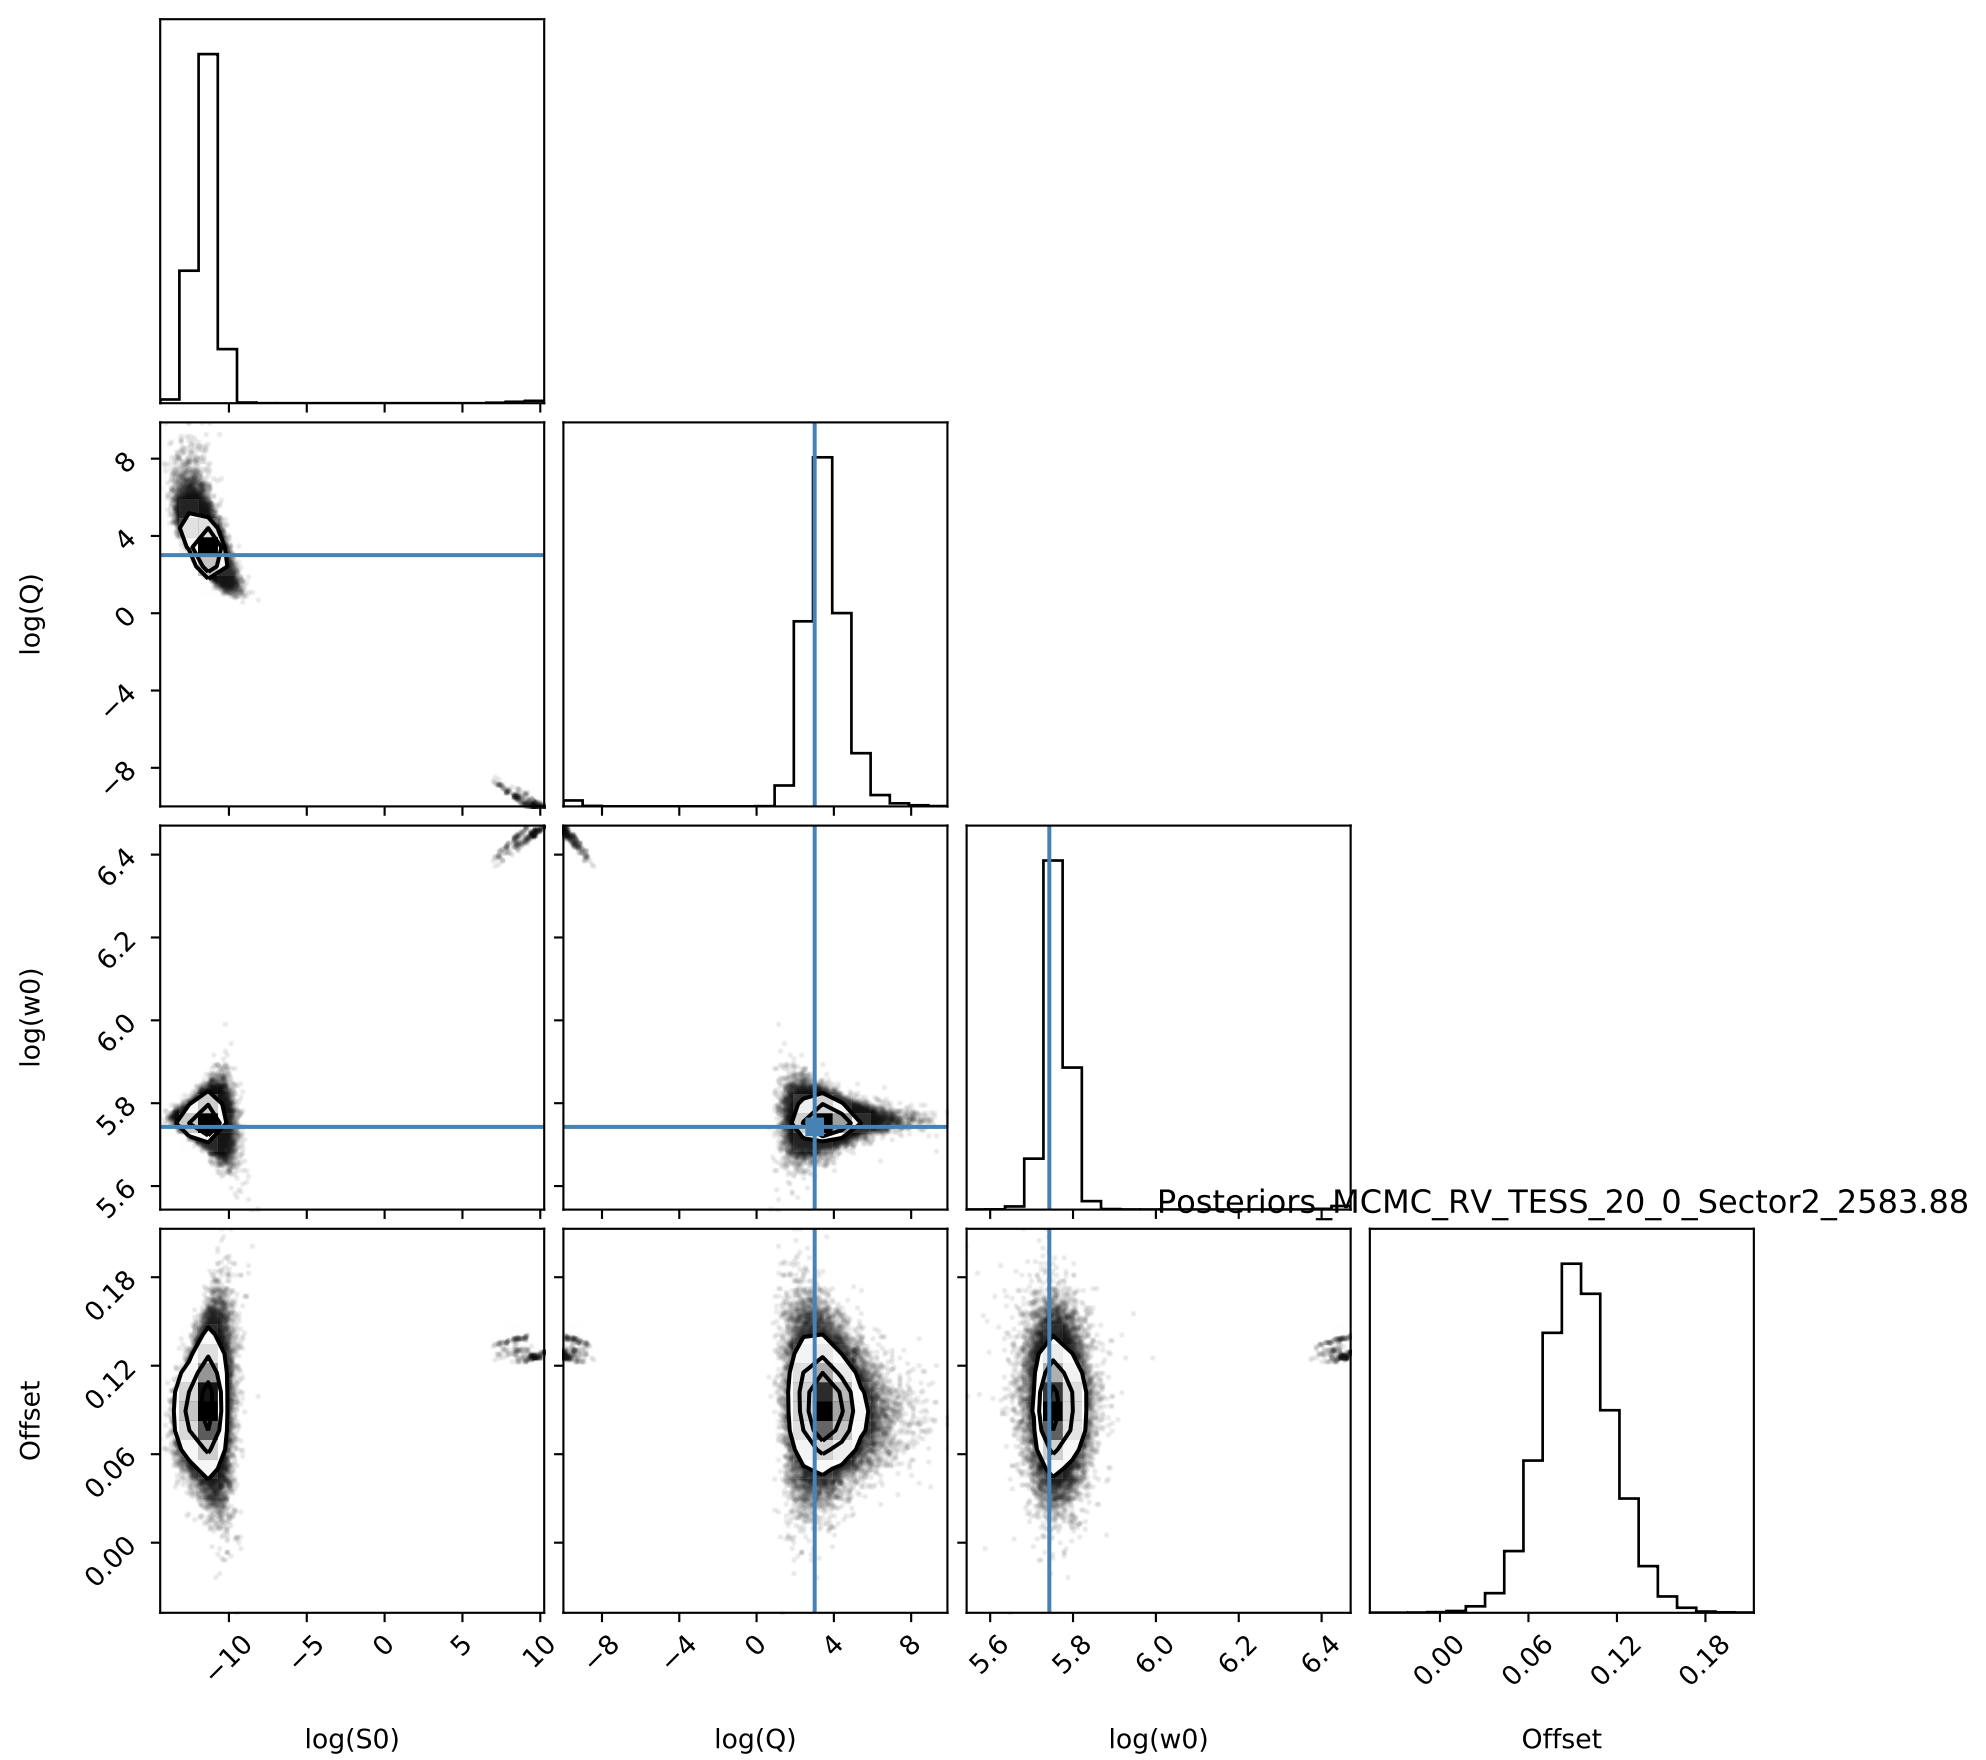 8
4
0
−4
−8
log(Q)
6.4
6.2
6.0
5.8
5.6
log(w0)
Posteriors_MCMC_RV_TESS_20_0_Sector2_2583.88
0.18
0.12
0.06
0.00
Offset
−10 −5 0 5 10 −8 −4 0 4 8 5.6 5.8 6.0 6.2 6.4 0.00 0.06 0.12 0.18
log(S0) log(Q) log(w0) Offset